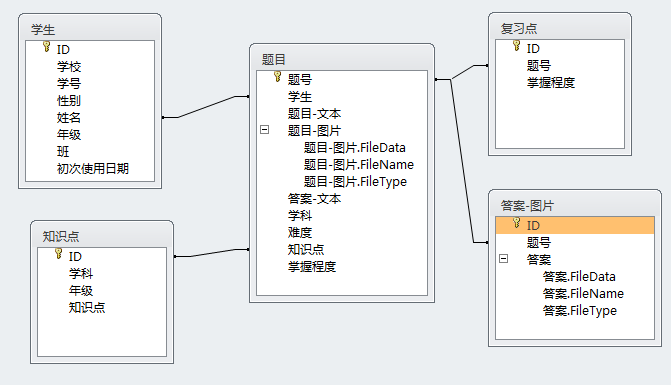 学生
ID
学校
学号
性别
姓名
年级
班
初次使用日期
题目
题号
学生
题目-文本
题目-图片
题目-图片.FileData
题目-图片.FileName
题目-图片.FileType
答案-文本
学科
难度
知识点
掌握程度
复习点
ID
题号
掌握程度
知识点
ID
学科
年级
知识点
答案-图片
ID
题号
答案
答案.FileData
答案.FileName
答案.FileType